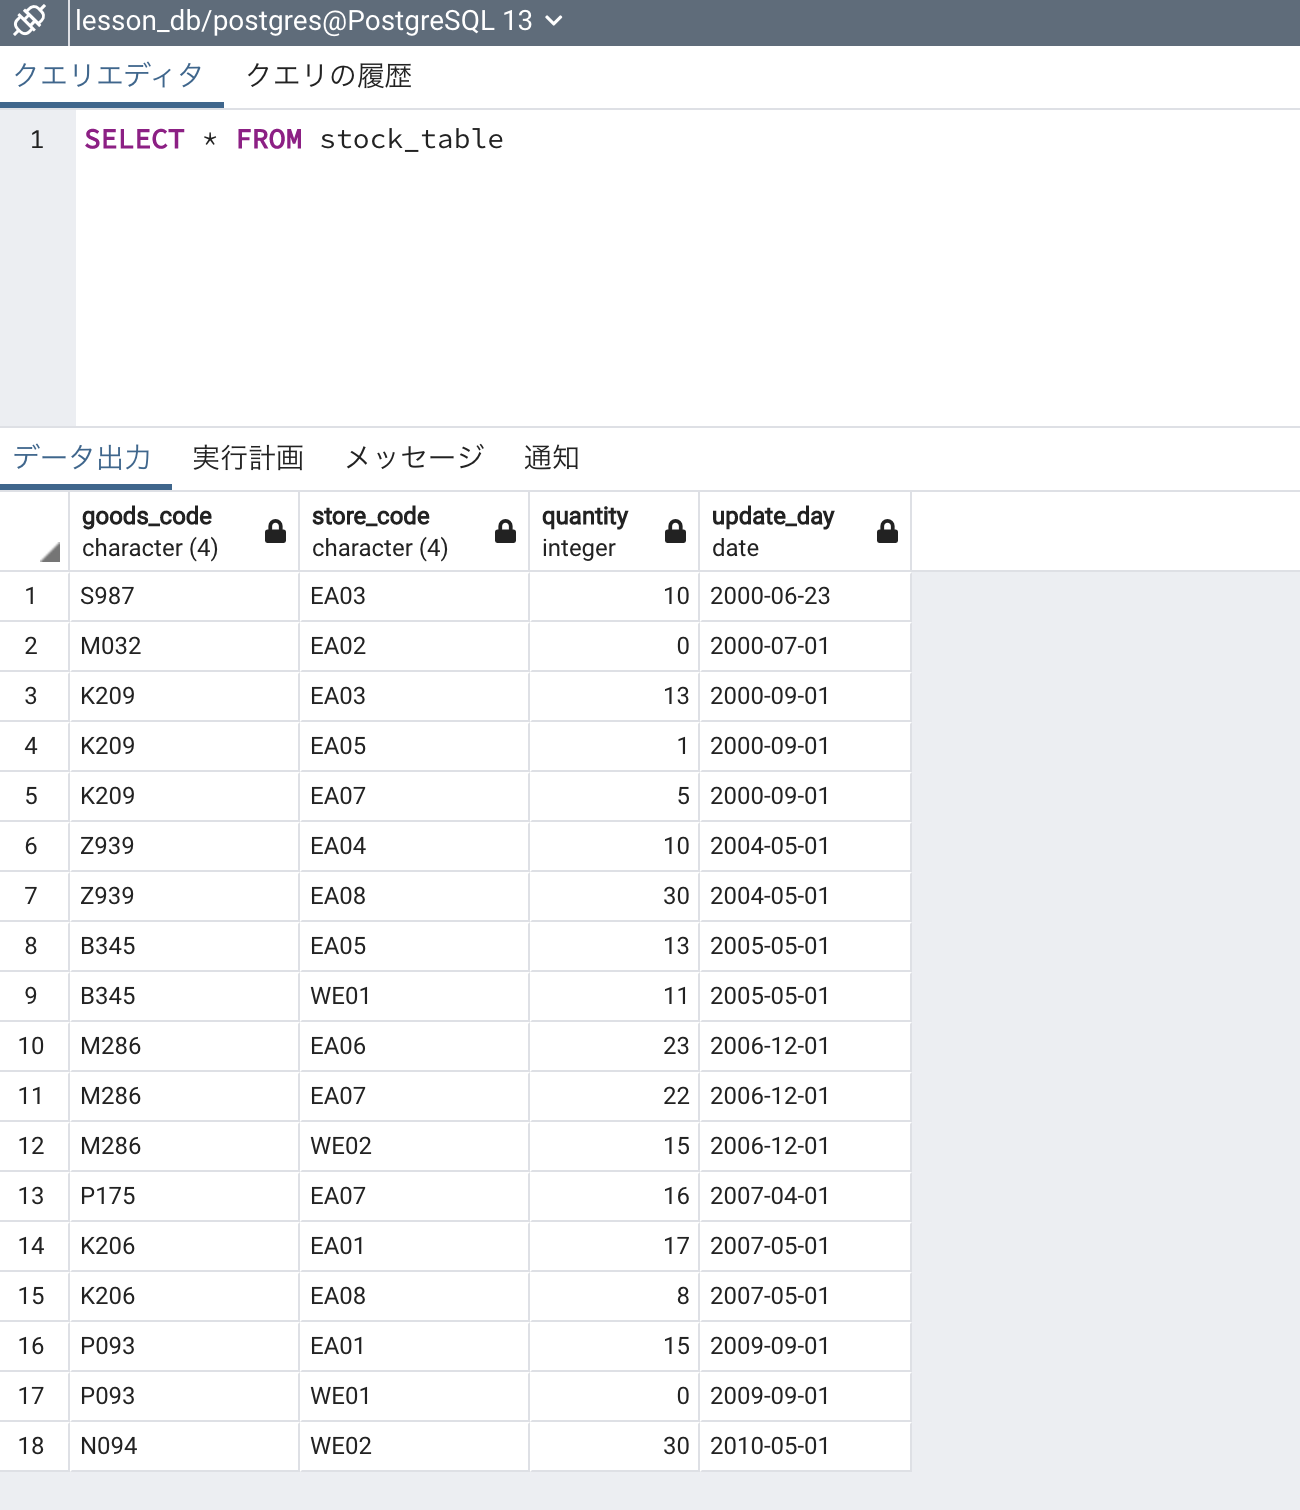 lesson_db/postgres@PostgreSQL 13
クエリエディタ クエリの履歴
1 SELECT * FROM stock_table
データ出力 実行計画 メッセージ 通知
goods_code store_code quantity update_day
character (4) character (4) integer date
1 S987 EA03 10 2000-06-23
2 M032 EA02 0 2000-07-01
3 K209 EA03 13 2000-09-01
4 K209 EA05 1 2000-09-01
5 K209 EA07 5 2000-09-01
6 Z939 EA04 10 2004-05-01
7 Z939 EA08 30 2004-05-01
8 B345 EA05 13 2005-05-01
9 B345 WE01 11 2005-05-01
10 M286 EA06 23 2006-12-01
11 M286 EA07 22 2006-12-01
12 M286 WE02 15 2006-12-01
13 P175 EA07 16 2007-04-01
14 K206 EA01 17 2007-05-01
15 K206 EA08 8 2007-05-01
16 P093 EA01 15 2009-09-01
17 P093 WE01 0 2009-09-01
18 N094 WE02 30 2010-05-01